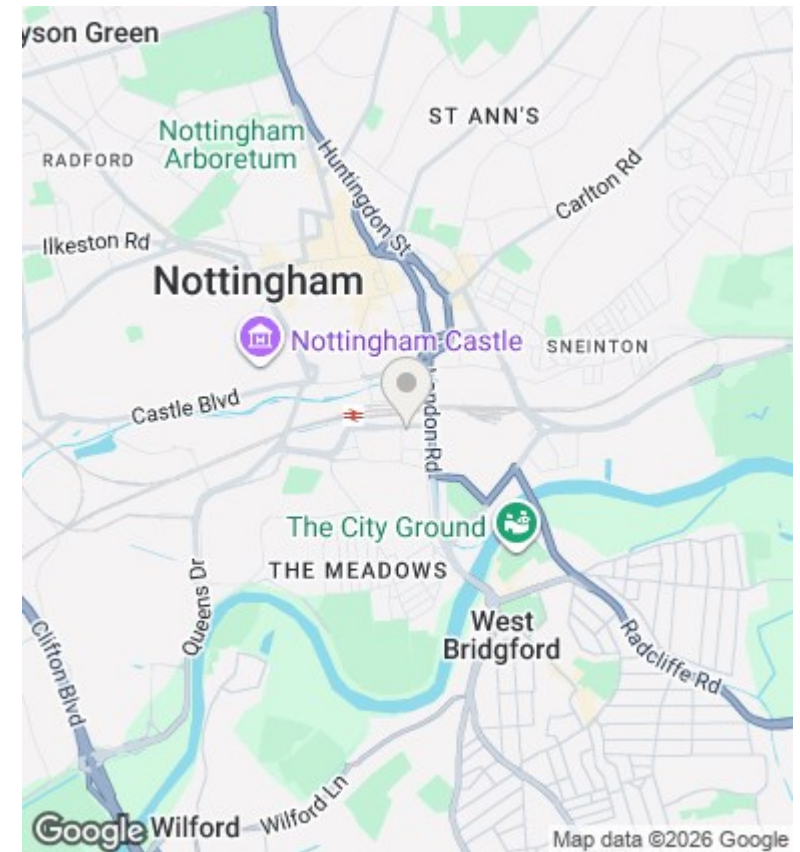 yson Green
ST ANN'S
Nottingham
Arboretum
RADFORD
Huntingdon St
Carlton Rd
Ilkeston Rd
Nottingham
Nottingham Castle
SNEINTON
Castle Blvd
London Rd
The City Ground
THE MEADOWS
Queens Dr
West
Bridgford
Clifton Blvd
Radcliffe Rd
Wilford Ln
Google
Wilford
Map data ©2026 Google